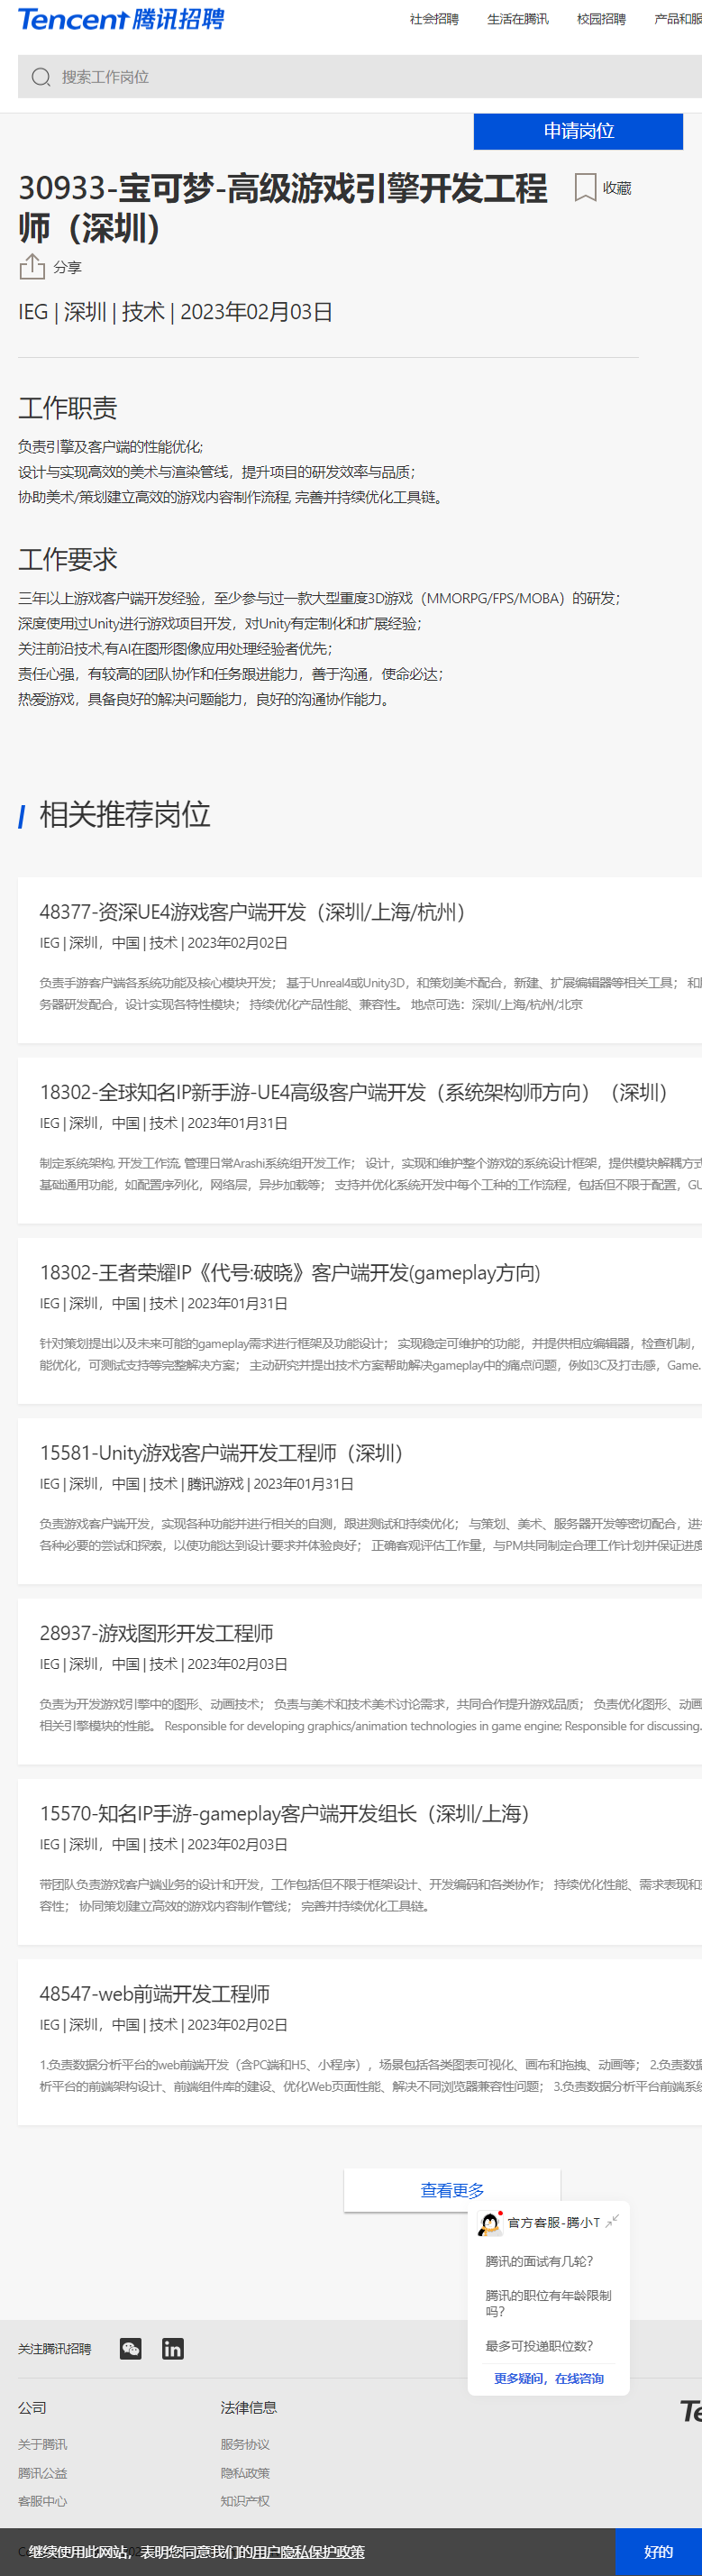 Tencent 腾讯招聘
社会招聘 生活在腾讯 校园招聘 产品和服
搜索工作岗位
申请岗位
30933-宝可梦-高级游戏引擎开发工程
师（深圳）
收藏
分享
IEG | 深圳 | 技术 | 2023年02月03日
工作职责
负责引擎及客户端的性能优化;
设计与实现高效的美术与渲染管线，提升项目的研发效率与品质；
协助美术/策划建立高效的游戏内容制作流程, 完善并持续优化工具链。
工作要求
三年以上游戏客户端开发经验，至少参与过一款大型重度3D游戏（MMORPG/FPS/MOBA）的研发；
深度使用过Unity进行游戏项目开发，对Unity有定制化和扩展经验；
关注前沿技术,有AI在图形图像应用处理经验者优先；
责任心强，有较高的团队协作和任务跟进能力，善于沟通，使命必达；
热爱游戏，具备良好的解决问题能力，良好的沟通协作能力。
相关推荐岗位
48377-资深UE4游戏客户端开发（深圳/上海/杭州）
IEG | 深圳，中国 | 技术 | 2023年02月02日
负责手游客户端各系统功能及核心模块开发； 基于Unreal4或Unity3D，和策划美术配合，新建、扩展编辑器等相关工具； 和
务器研发配合，设计实现各特性模块； 持续优化产品性能、兼容性。 地点可选：深圳/上海/杭州/北京
18302-全球知名IP新手游-UE4高级客户端开发（系统架构师方向）（深圳）
IEG | 深圳，中国 | 技术 | 2023年01月31日
制定系统架构, 开发工作流, 管理日常Arashi系统组开发工作； 设计，实现和维护整个游戏的系统设计框架，提供模块解耦方式
基础通用功能，如配置序列化，网络层，异步加载等； 支持并优化系统开发中每个工种的工作流程，包括但不限于配置，GU
18302-王者荣耀IP《代号:破晓》客户端开发(gameplay方向)
IEG | 深圳，中国 | 技术 | 2023年01月31日
针对策划提出以及未来可能的gameplay需求进行框架及功能设计； 实现稳定可维护的功能，并提供相应编辑器，检查机制，
能优化，可测试支持等完整解决方案； 主动研究并提出技术方案帮助解决gameplay中的痛点问题，例如3C及打击感，Game.
15581-Unity游戏客户端开发工程师（深圳）
IEG | 深圳，中国 | 技术 | 腾讯游戏 | 2023年01月31日
负责游戏客户端开发，实现各种功能并进行相关的自测，跟进测试和持续优化； 与策划、美术、服务器开发等密切配合，进
各种必要的尝试和探索，以使功能达到设计要求并体验良好； 正确客观评估工作量，与PM共同制定合理工作计划并保证进度
28937-游戏图形开发工程师
IEG | 深圳，中国 | 技术 | 2023年02月03日
负责为开发游戏引擎中的图形、动画技术； 负责与美术和技术美术讨论需求，共同合作提升游戏品质； 负责优化图形、动画
相关引擎模块的性能。 Responsible for developing graphics/animation technologies in game engine; Responsible for discussing.
15570-知名IP手游-gameplay客户端开发组长（深圳/上海）
IEG | 深圳，中国 | 技术 | 2023年02月03日
带团队负责游戏客户端业务的设计和开发，工作包括但不限于框架设计、开发编码和各类协作； 持续优化性能、需求表现和
容性； 协同策划建立高效的游戏内容制作管线； 完善并持续优化工具链。
48547-web前端开发工程师
IEG | 深圳，中国 | 技术 | 2023年02月02日
1.负责数据分析平台的web前端开发（含PC端和H5、小程序），场景包括各类图表可视化、画布和拖拽、动画等； 2.负责数据
析平台的前端架构设计、前端组件库的建设、优化Web页面性能、解决不同浏览器兼容性问题； 3.负责数据分析平台前端系统
查看更多
官方客服-腾小T
腾讯的面试有几轮？
腾讯的职位有年龄限制
吗？
最多可投递职位数？
更多疑问，在线咨询
关注腾讯招聘
公司 法律信息
关于腾讯 服务协议
腾讯公益 隐私政策
客服中心 知识产权
继续使用此网站，表明您同意我们的用户隐私保护政策
好的